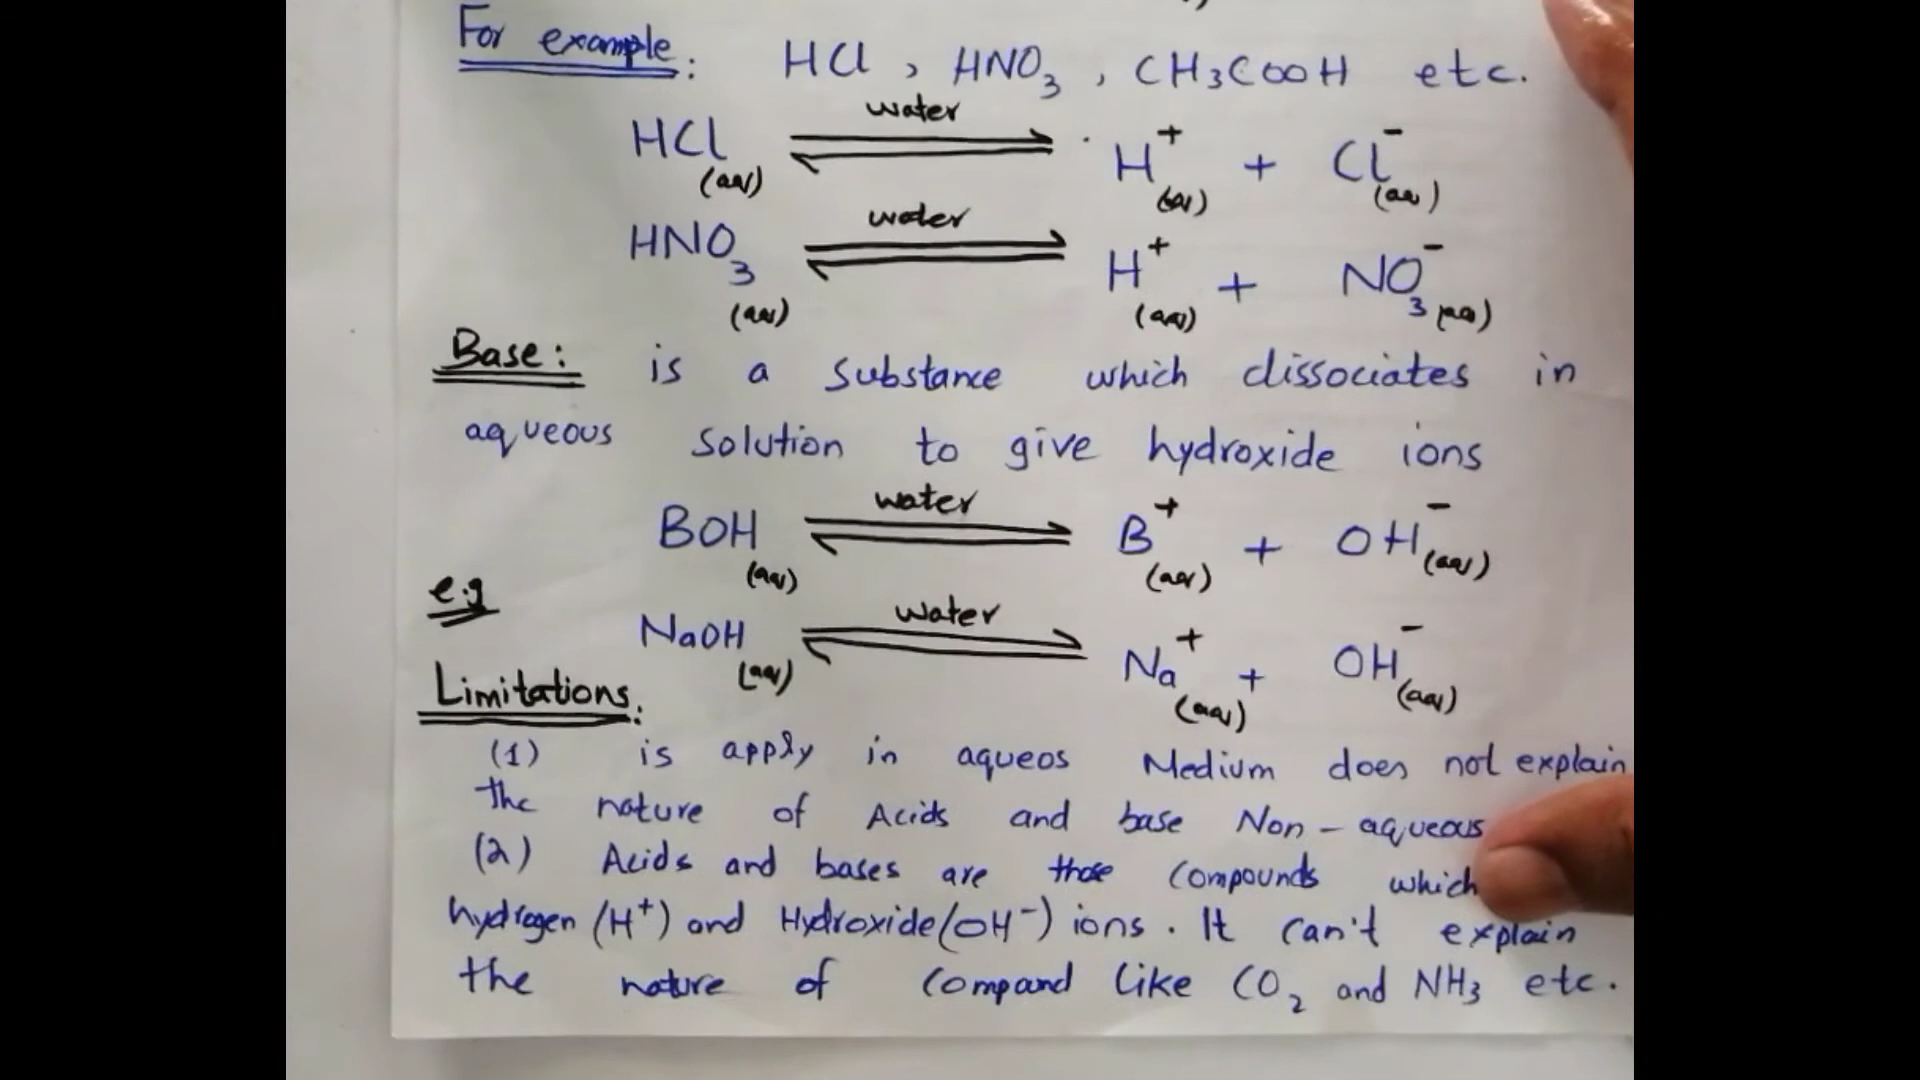 For example: HCl, HNO3, CH3COOH etc.
water
HCl(aq) ⇌ H+(aq) + Cl-(aq)
water
HNO3(aq) ⇌ H+(aq) + NO3-(aq)
Base: is a substance which dissociates in
aqueous solution to give hydroxide ions
water
BOH(aq) ⇌ B+(aq) + OH-(aq)
e.g
water
NaOH(aq) ⇌ Na+(aq) + OH-(aq)
Limitations:
(1) is apply in aqueos Medium does not explain
the nature of Acids and base Non-aqueous
(2) Acids and bases are those compounds which
hydrogen (H+) and Hydroxide (OH-) ions. It can't explain
the nature of compand like CO2 and NH3 etc.